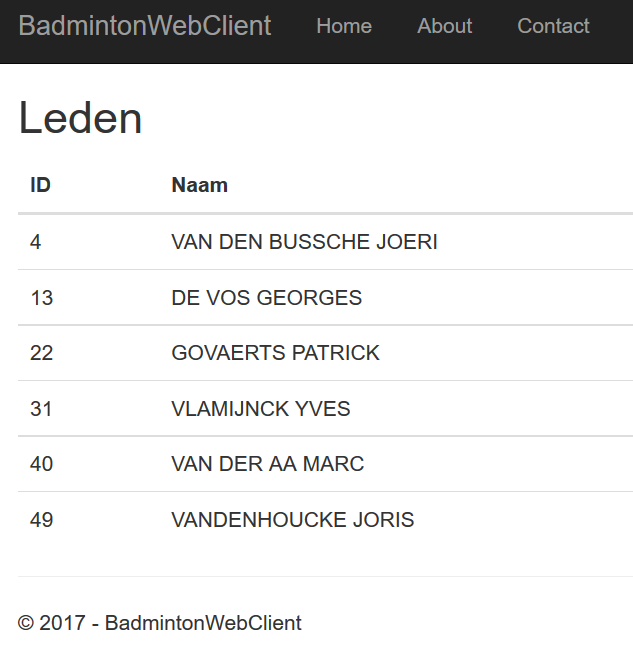 BadmintonWebClient Home About Contact
Leden
ID Naam
4 VAN DEN BUSSCHE JOERI
13 DE VOS GEORGES
22 GOVAERTS PATRICK
31 VLAMIJNCK YVES
40 VAN DER AA MARC
49 VANDENHOUCKE JORIS
© 2017 - BadmintonWebClient